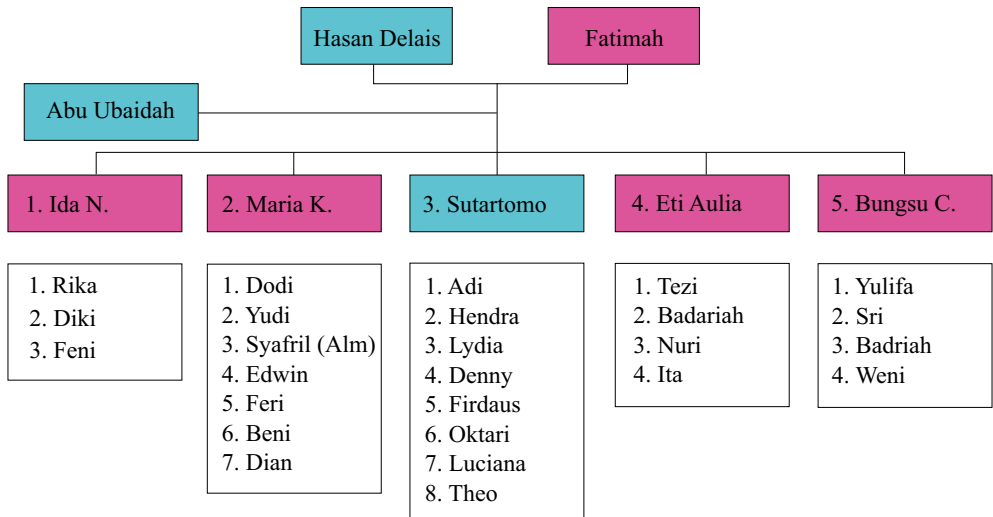 Hasan Delais
Fatimah
Abu Ubaidah
1. Ida N.
2. Maria K.
3. Sutartomo
4. Eti Aulia
5. Bungsu C.
1. Rika
2. Diki
3. Feni
1. Dodi
2. Yudi
3. Syafril (Alm)
4. Edwin
5. Feri
6. Beni
7. Dian
1. Adi
2. Hendra
3. Lydia
4. Denny
5. Firdaus
6. Oktari
7. Luciana
8. Theo
1. Tezi
2. Badariah
3. Nuri
4. Ita
1. Yulifa
2. Sri
3. Badriah
4. Weni